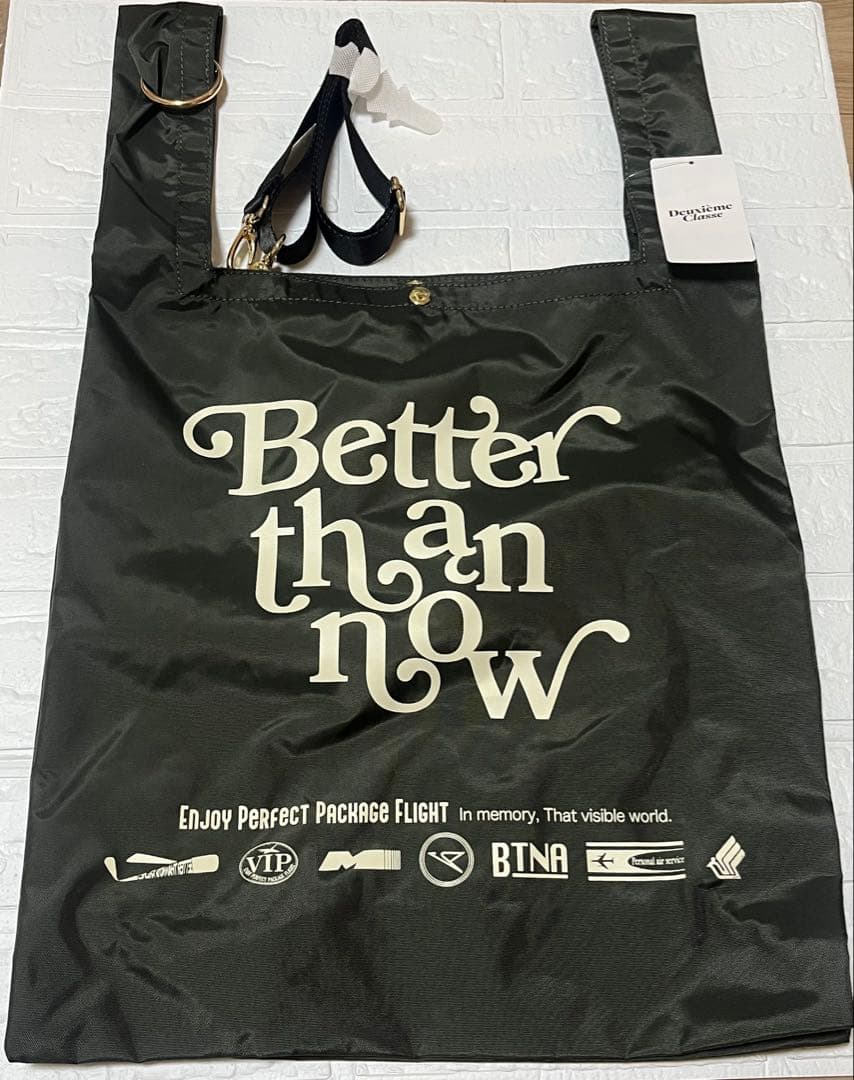 Deuxième
Classe
Better
than
now
ENJOY PERFECT PACKAGE FLIGHT In memory, That visible world.
VIP
BTNA
Personal air service